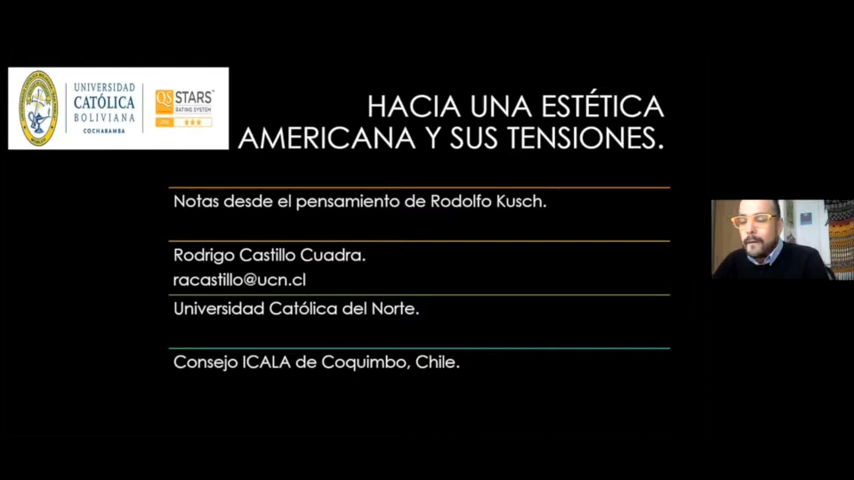 UNIVERSIDAD
CATÓLICA
BOLIVIANA
COCHABAMBA
QS STARS
RATING SYSTEM
HACIA UNA ESTÉTICA
AMERICANA Y SUS TENSIONES.
Notas desde el pensamiento de Rodolfo Kusch.
Rodrigo Castillo Cuadra.
racastillo@ucn.cl
Universidad Católica del Norte.
Consejo ICALA de Coquimbo, Chile.